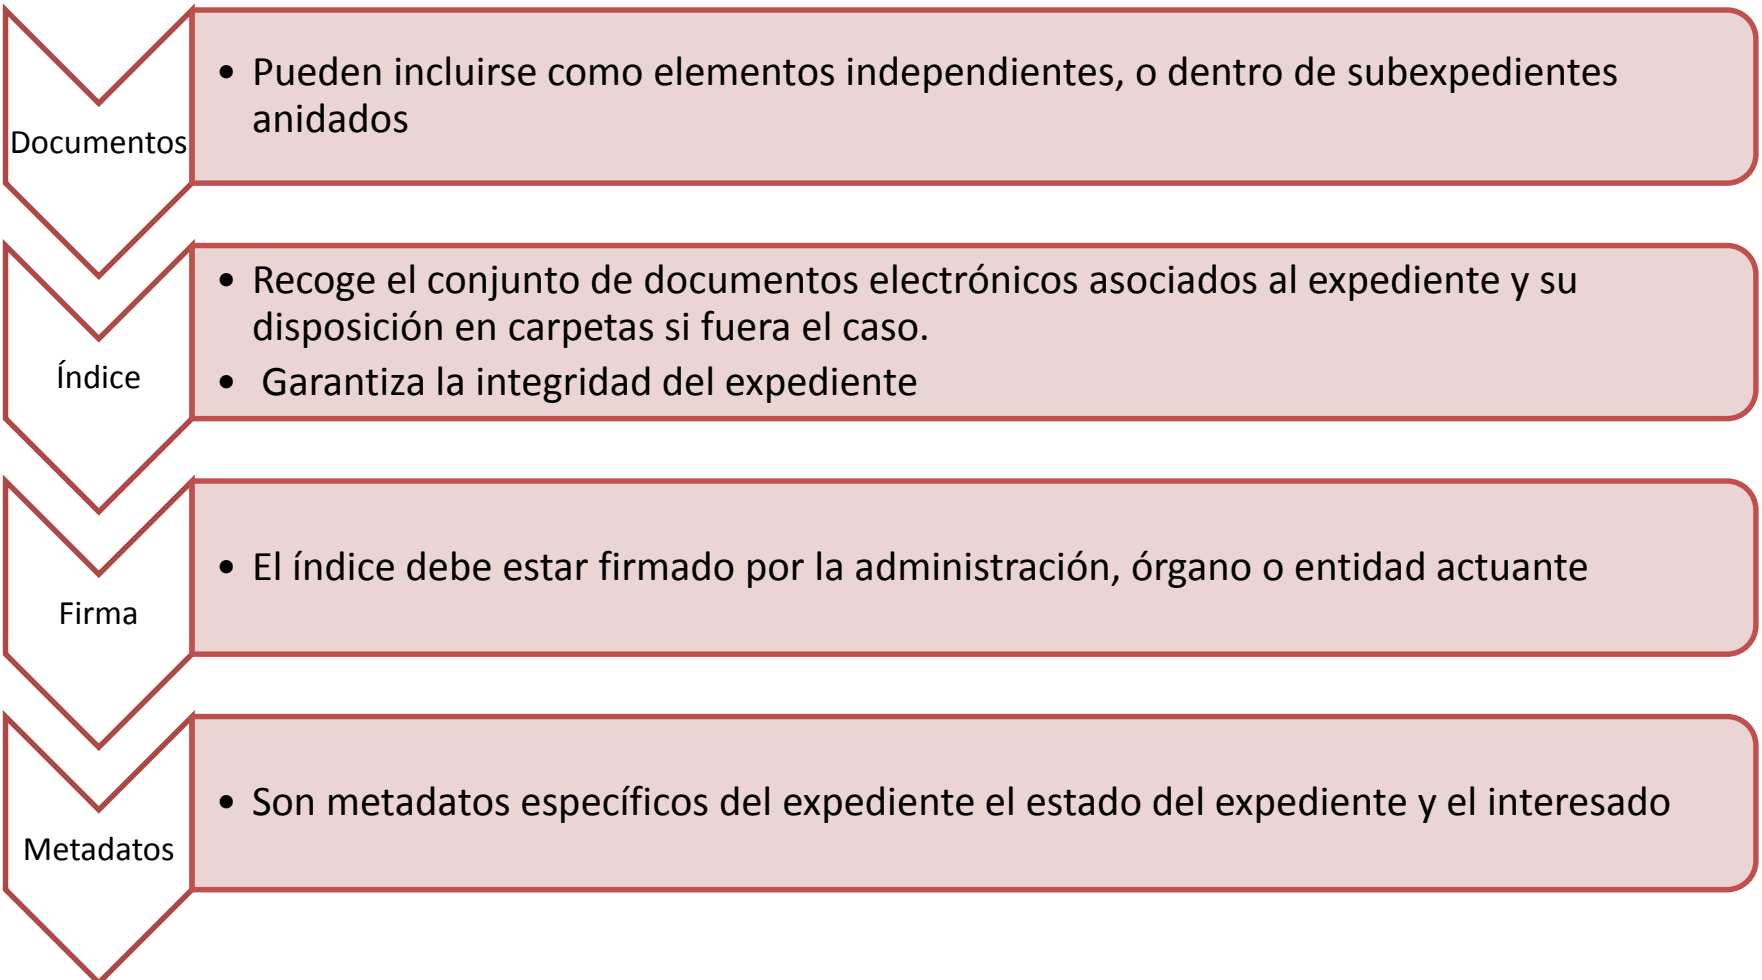 Documentos
• Pueden incluirse como elementos independientes, o dentro de subexpedientes
anidados
Índice
• Recoge el conjunto de documentos electrónicos asociados al expediente y su
disposición en carpetas si fuera el caso.
• Garantiza la integridad del expediente
Firma
• El índice debe estar firmado por la administración, órgano o entidad actuante
Metadatos
• Son metadatos específicos del expediente el estado del expediente y el interesado